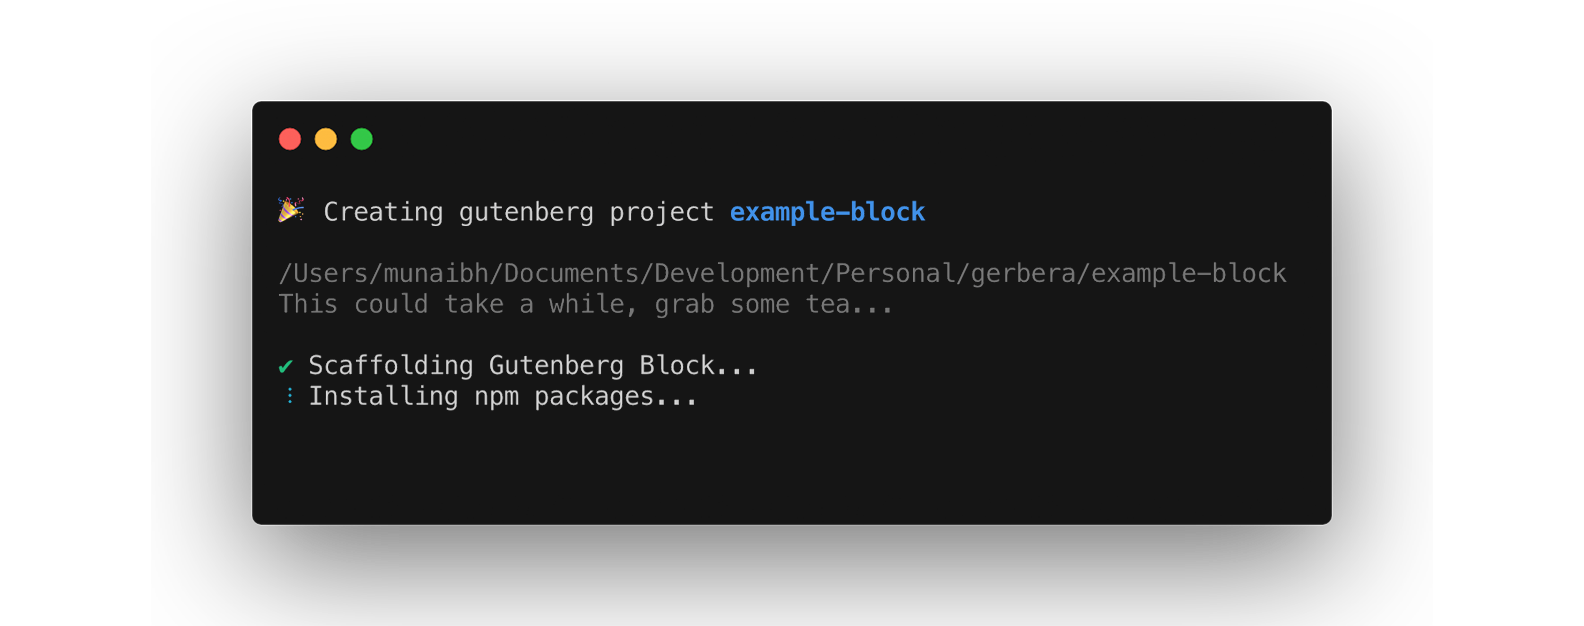 🎉 Creating gutenberg project example-block
/Users/munaibh/Documents/Development/Personal/gerbera/example-block
This could take a while, grab some tea...
✔ Scaffolding Gutenberg Block...
⋮ Installing npm packages...